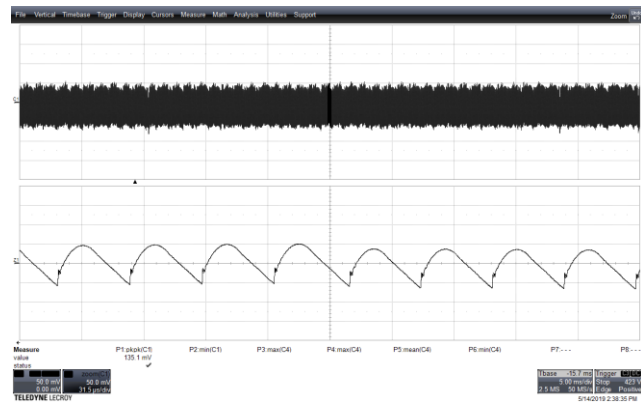 File Vertical Timebase Trigger Display Cursors Measure Math Analysis Utilities Support Zoom
Measure P1:pkpk(C1) P2:min(C1) P3:max(C4) P4:max(C4) P5:mean(C4) P6:min(C4) P7:--- P8:---
value 135.1 mV
status ✓
zoom(C1) Tbase -15.7 ms Trigger
50.0 mV 50.0 mV 5.00 ms/div Stop 423 V
0.00 mV 31.5 µs/div 2.5 MS 50 MS/s Edge Positive
TELEDYNE LECROY 5/14/2019 2:38:35 PM